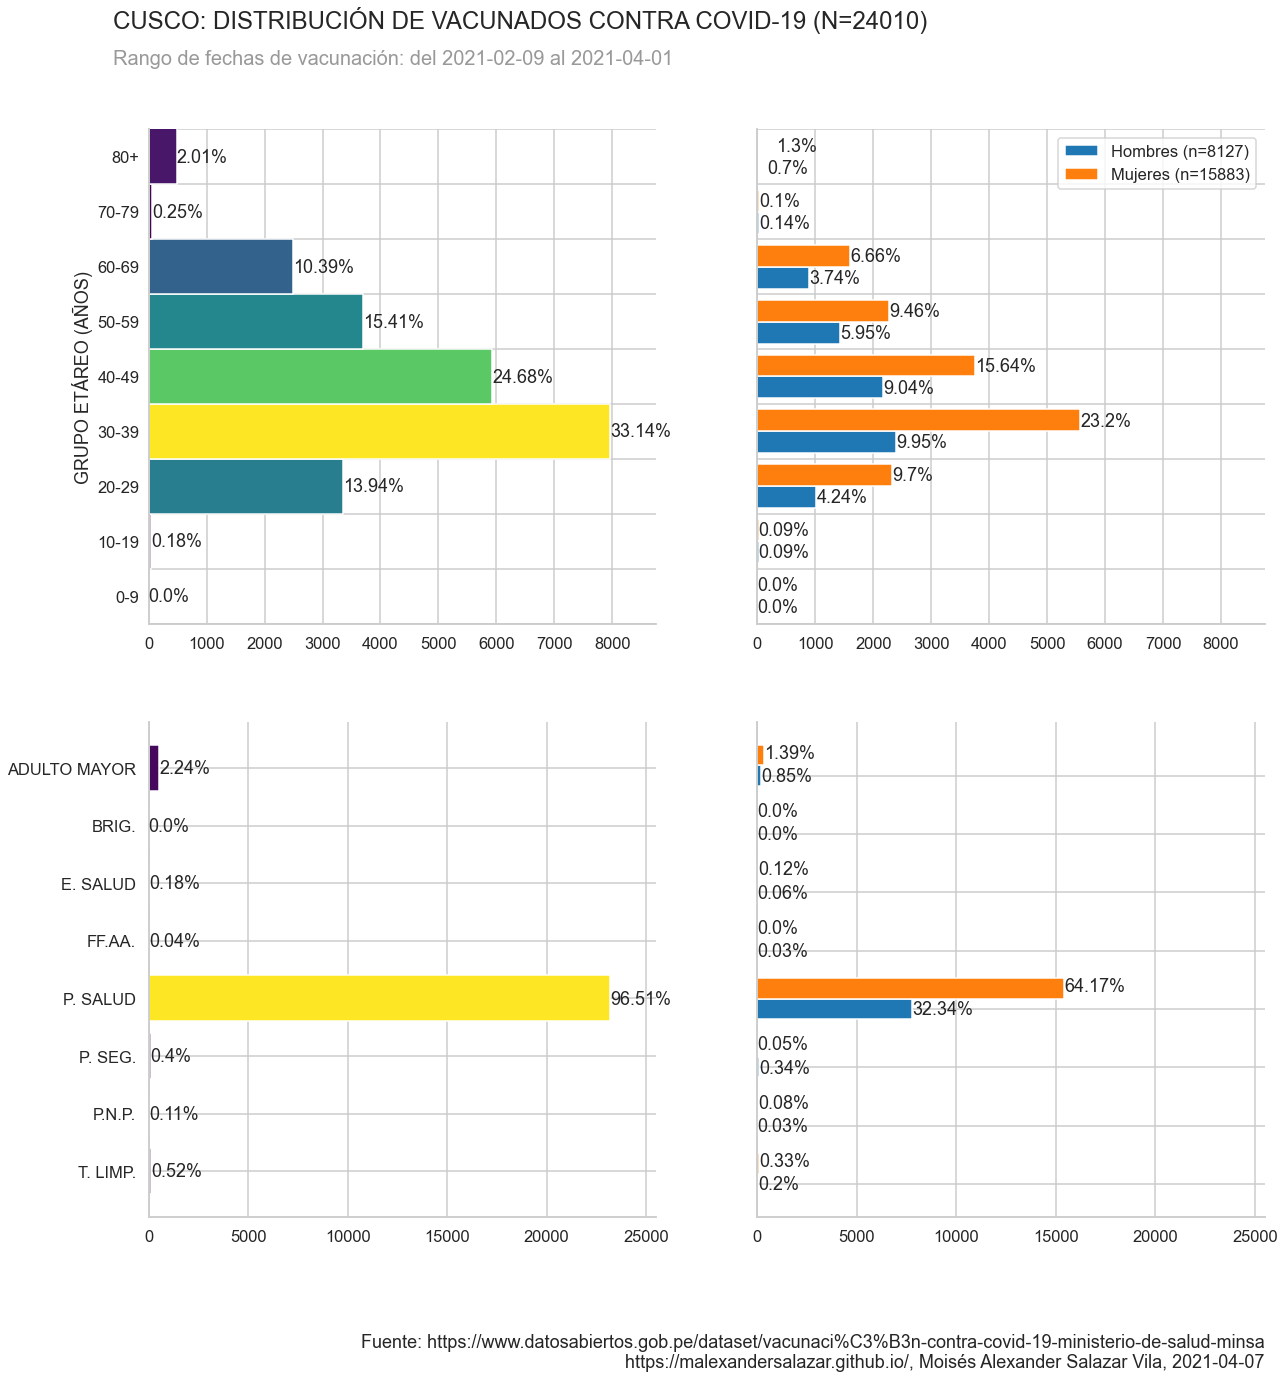 CUSCO: DISTRIBUCIÓN DE VACUNADOS CONTRA COVID-19 (N=24010)
Rango de fechas de vacunación: del 2021-02-09 al 2021-04-01
GRUPO ETÁREO (AÑOS)
80+ 2.01%
70-79 0.25%
60-69 10.39%
50-59 15.41%
40-49 24.68%
30-39 33.14%
20-29 13.94%
10-19 0.18%
0-9 0.0%
0 1000 2000 3000 4000 5000 6000 7000 8000
Hombres (n=8127)
Mujeres (n=15883)
1.3%
0.7%
0.1%
0.14%
6.66%
3.74%
9.46%
5.95%
15.64%
9.04%
23.2%
9.95%
9.7%
4.24%
0.09%
0.09%
0.0%
0.0%
0 1000 2000 3000 4000 5000 6000 7000 8000
ADULTO MAYOR 2.24%
BRIG. 0.0%
E. SALUD 0.18%
FF.AA. 0.04%
P. SALUD 96.51%
P. SEG. 0.4%
P.N.P. 0.11%
T. LIMP. 0.52%
0 5000 10000 15000 20000 25000
1.39%
0.85%
0.0%
0.0%
0.12%
0.06%
0.0%
0.03%
64.17%
32.34%
0.05%
0.34%
0.08%
0.03%
0.33%
0.2%
0 5000 10000 15000 20000 25000
Fuente: https://www.datosabiertos.gob.pe/dataset/vacunaci%C3%B3n-contra-covid-19-ministerio-de-salud-minsa
https://malexandersalazar.github.io/, Moisés Alexander Salazar Vila, 2021-04-07